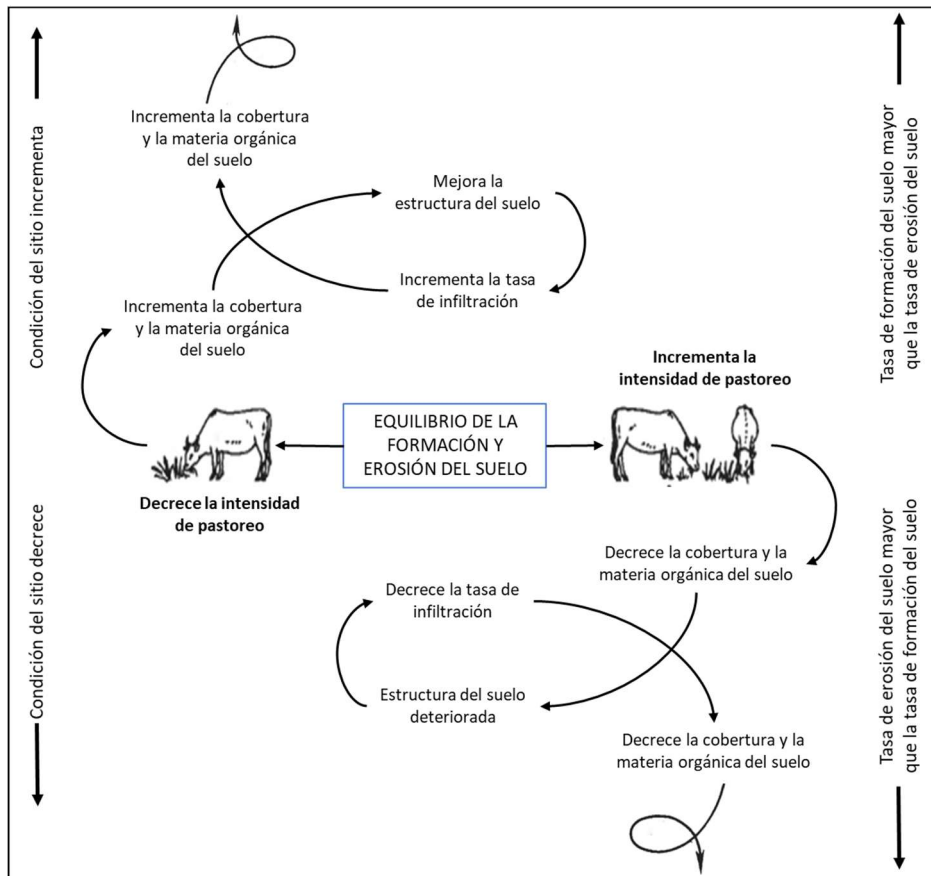 Incrementa la cobertura
y la materia orgánica
del suelo
Mejora la
estructura del suelo
Incrementa la tasa
de infiltración
Incrementa la cobertura
y la materia orgánica
del suelo
Condición del sitio incrementa
Tasa de formación del suelo mayor
que la tasa de erosión del suelo
Incrementa la
intensidad de pastoreo
EQUILIBRIO DE LA
FORMACIÓN Y
EROSIÓN DEL SUELO
Decrece la intensidad
de pastoreo
Condición del sitio decrece
Tasa de erosión del suelo mayor
que la tasa de formación del suelo
Decrece la cobertura y la
materia orgánica del suelo
Decrece la tasa de
infiltración
Estructura del suelo
deteriorada
Decrece la cobertura y la
materia orgánica del suelo